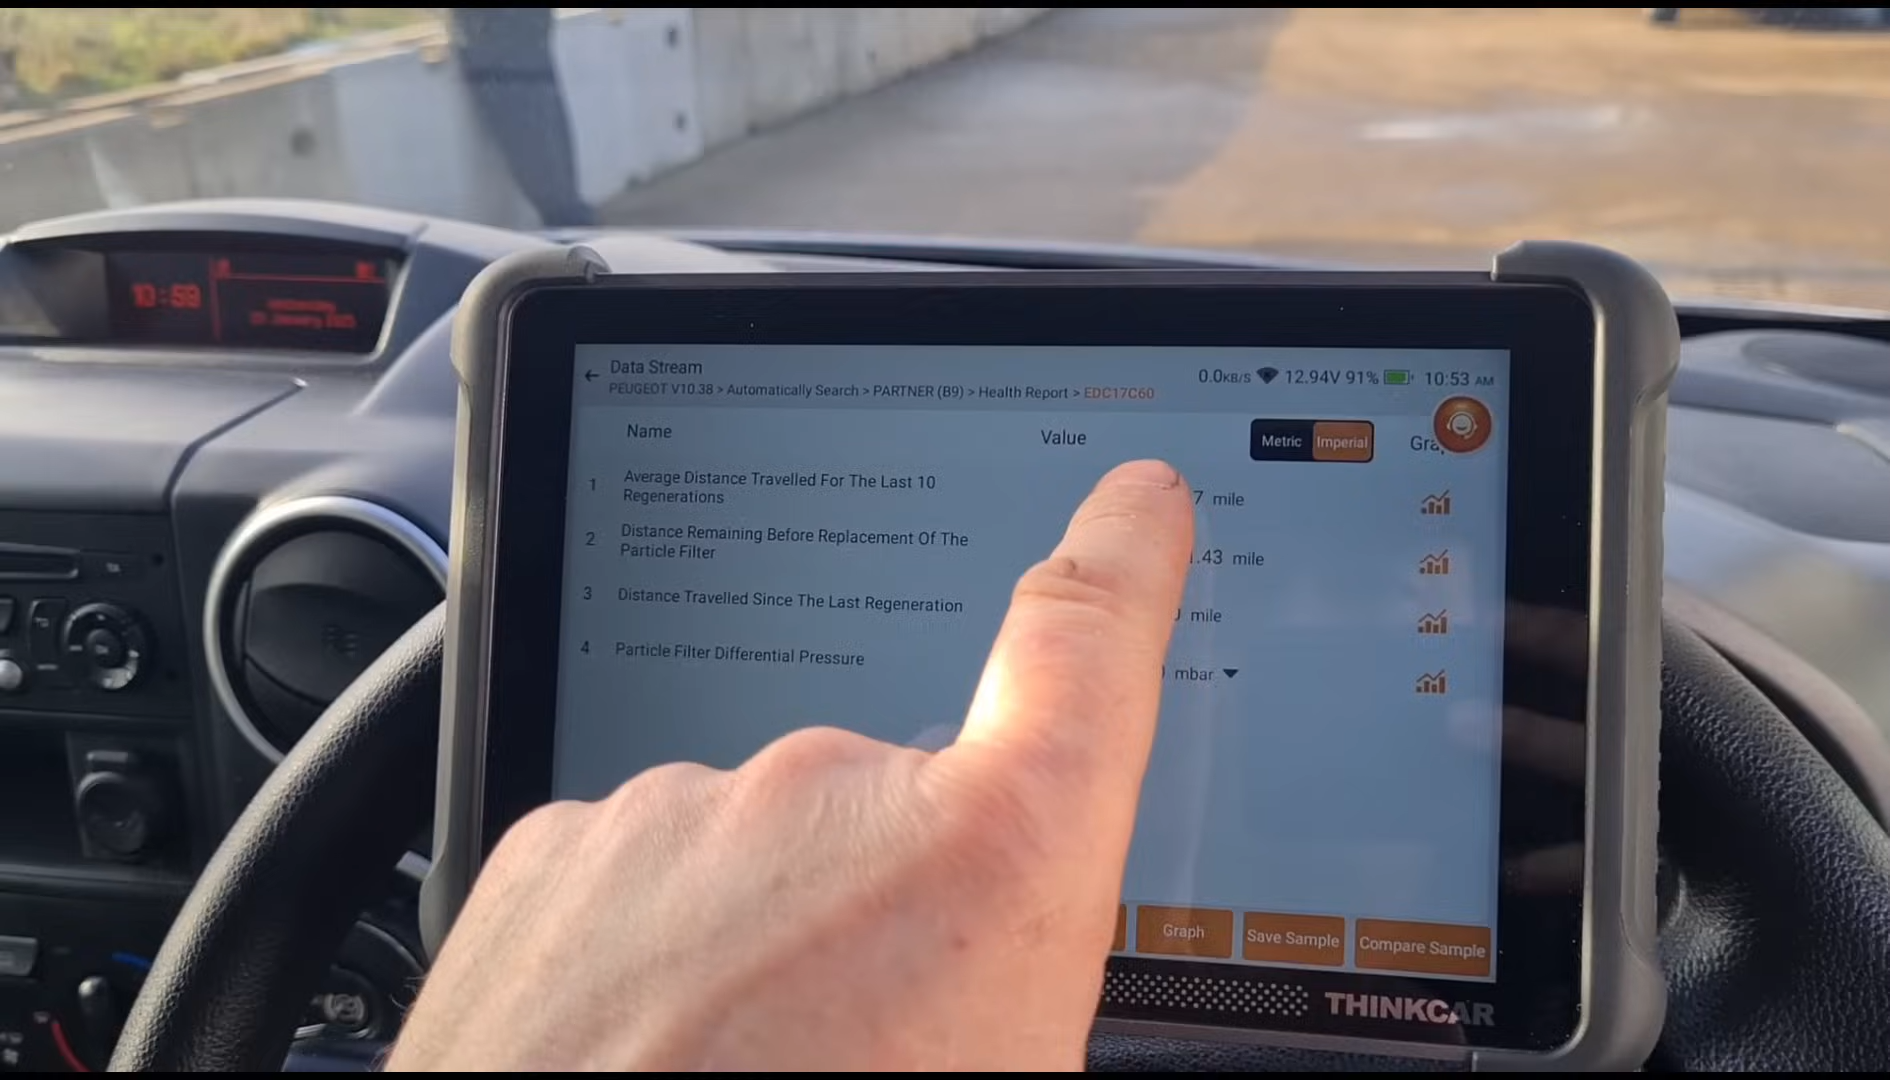 10:59
Data Stream
0.0KB/S 12.94V 91% 10:53 AM
PEUGEOT V10.38 > Automatically Search > PARTNER (B9) > Health Report > EDC17C60
Name Value Metric Imperial
1 Average Distance Travelled For The Last 10
Regenerations
7 mile
2 Distance Remaining Before Replacement Of The
Particle Filter
.43 mile
3 Distance Travelled Since The Last Regeneration mile
4 Particle Filter Differential Pressure mbar
Graph Save Sample Compare Sample
THINKCAR